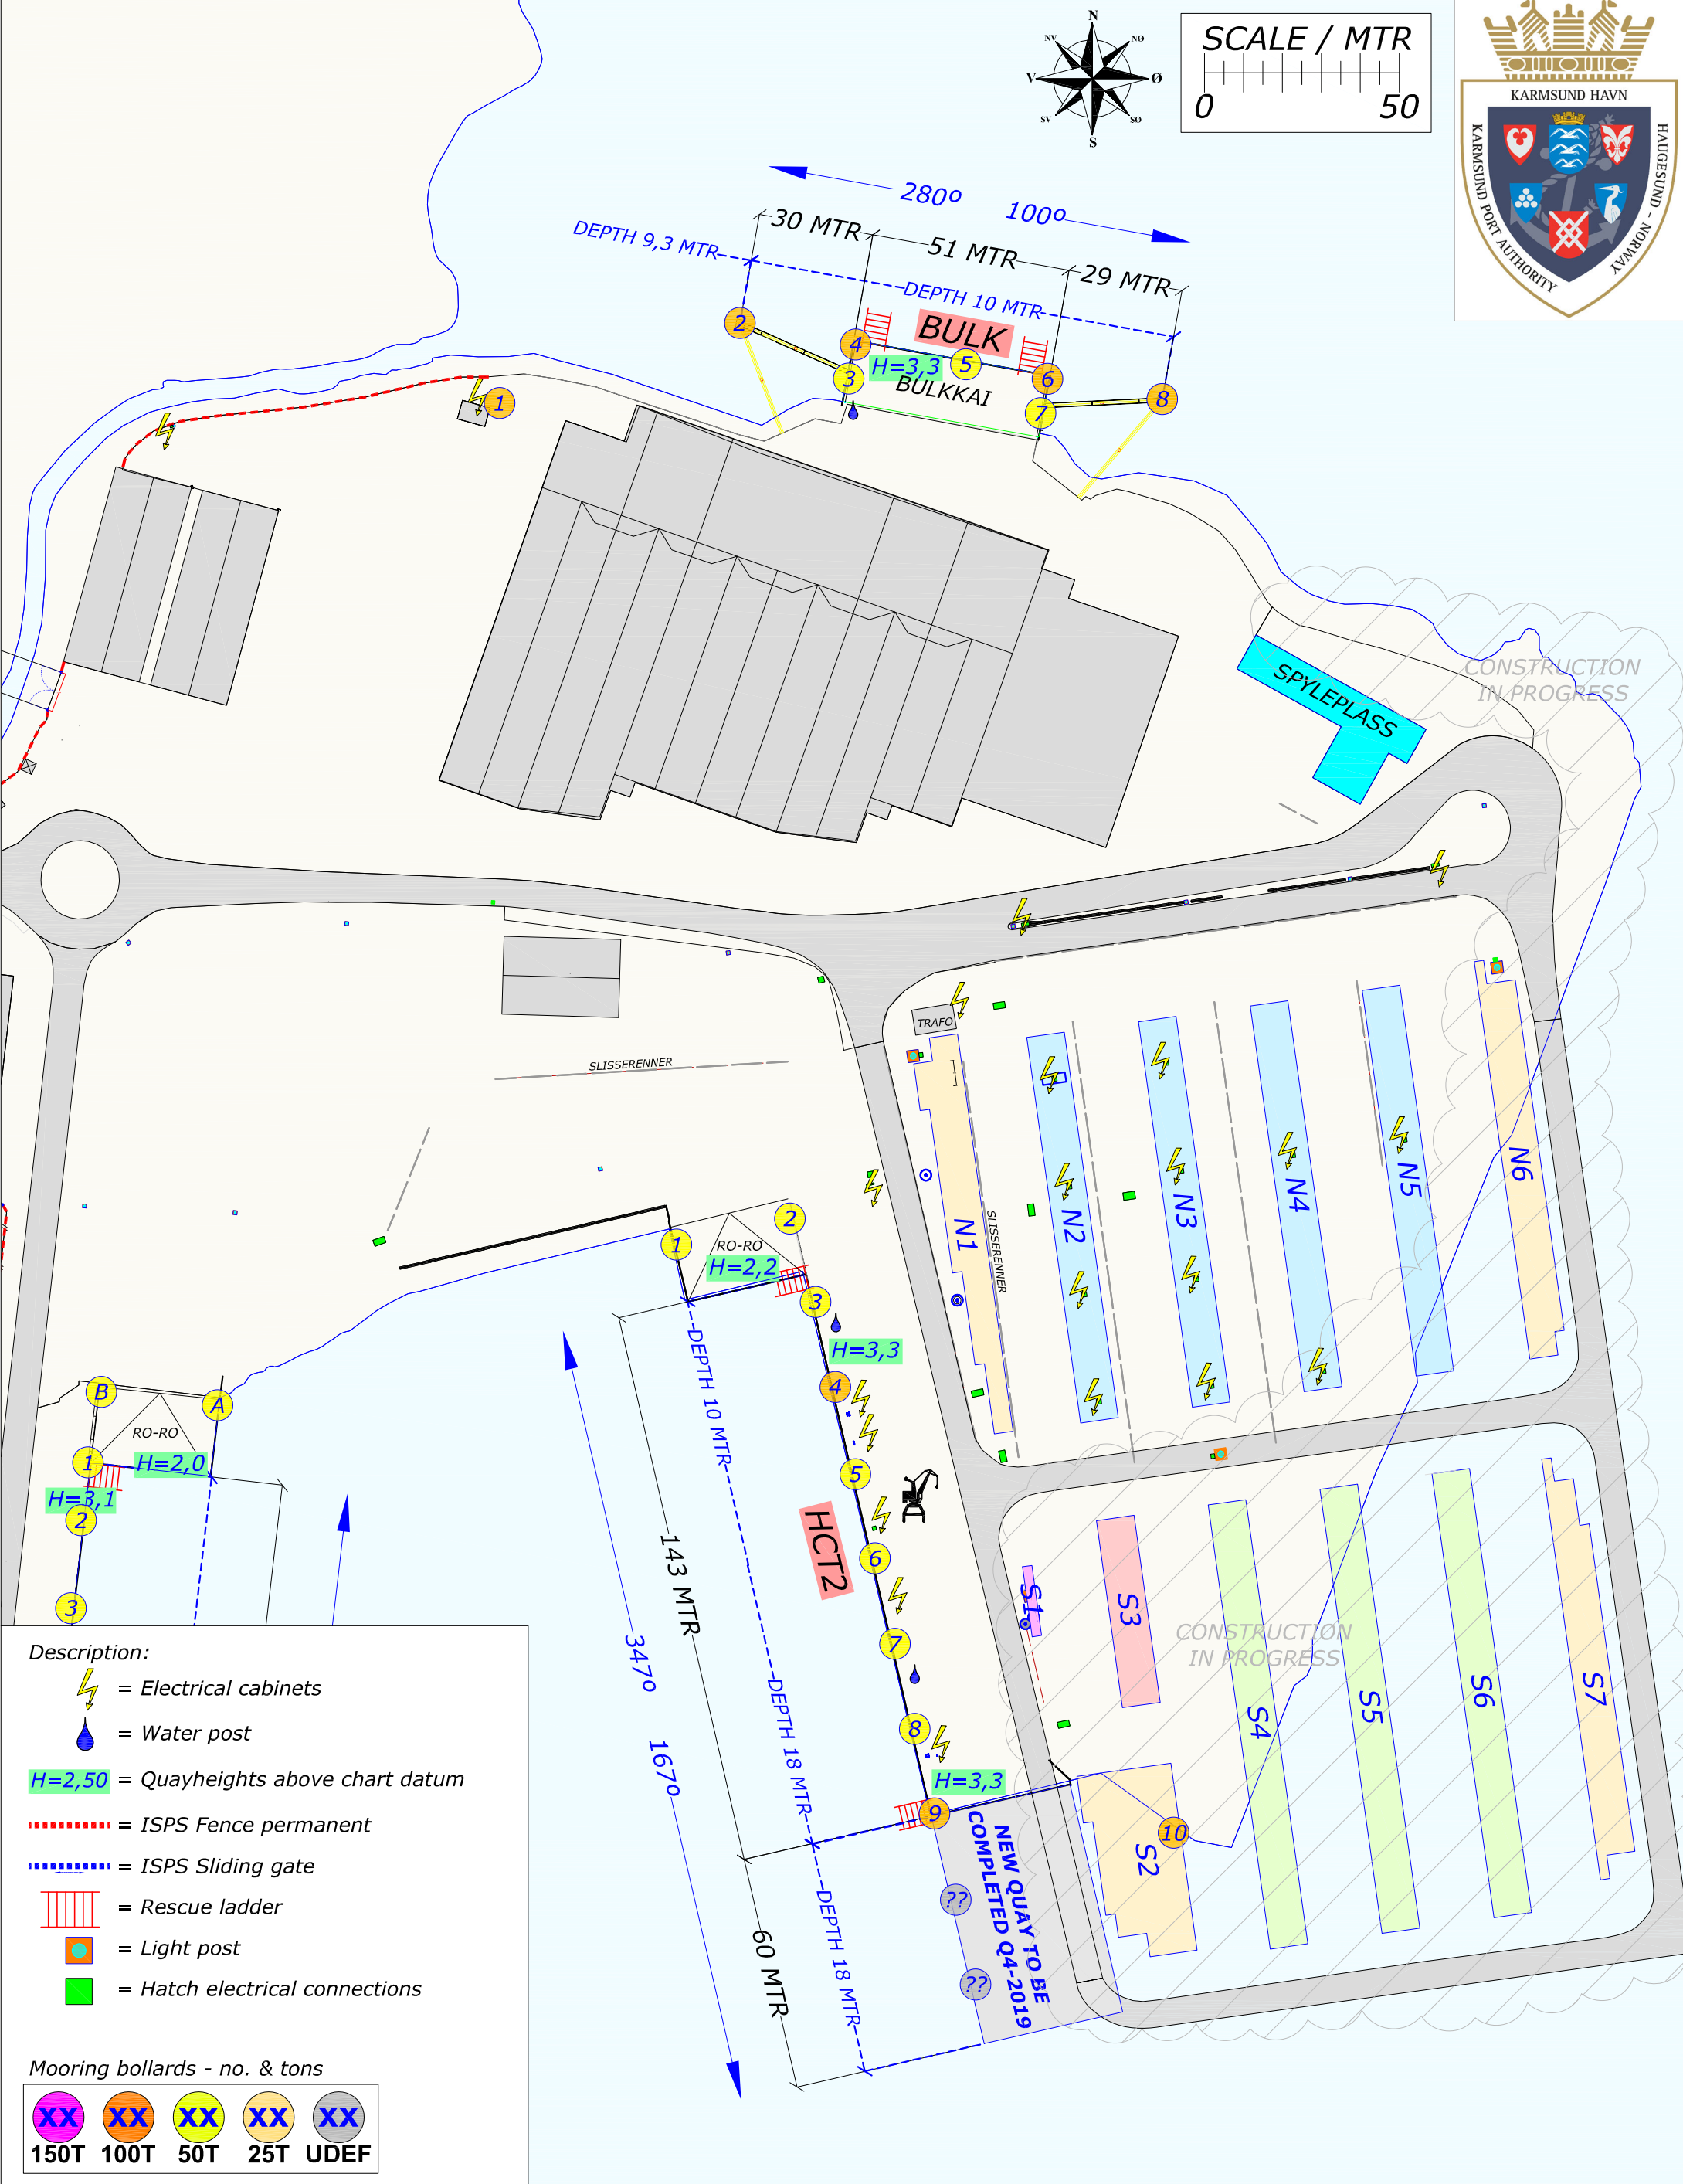 N
NV
NØ
V
Ø
SV
SØ
S
SCALE / MTR
0
50
KARMSUND HAVN
KARMSUND PORT AUTHORITY
HAUGESUND - NORWAY
280º
100º
30 MTR
51 MTR
29 MTR
DEPTH 9,3 MTR
DEPTH 10 MTR
BULK
2
4
5
6
3
H=3,3
BULKKAI
7
8
1
CONSTRUCTION
IN PROGRESS
SPYLEPLASS
TRAFO
SLISSERENNER
N1
SLISSERENNER
N2
N3
N4
N5
N6
1
2
RO-RO
H=2,2
3
H=3,3
4
DEPTH 10 MTR
5
HCT2
6
143 MTR
7
347º
167º
DEPTH 18 MTR
8
H=3,3
9
B
A
RO-RO
1
H=2,0
H=3,1
2
3
S1
S3
CONSTRUCTION
IN PROGRESS
S4
S5
S6
S7
10
S2
NEW QUAY TO BE
COMPLETED Q4-2019
??
??
DEPTH 18 MTR
60 MTR
Description:
= Electrical cabinets
= Water post
H=2,50 = Quayheights above chart datum
= ISPS Fence permanent
= ISPS Sliding gate
= Rescue ladder
= Light post
= Hatch electrical connections
Mooring bollards - no. & tons
XX XX XX XX XX
150T 100T 50T 25T UDEF